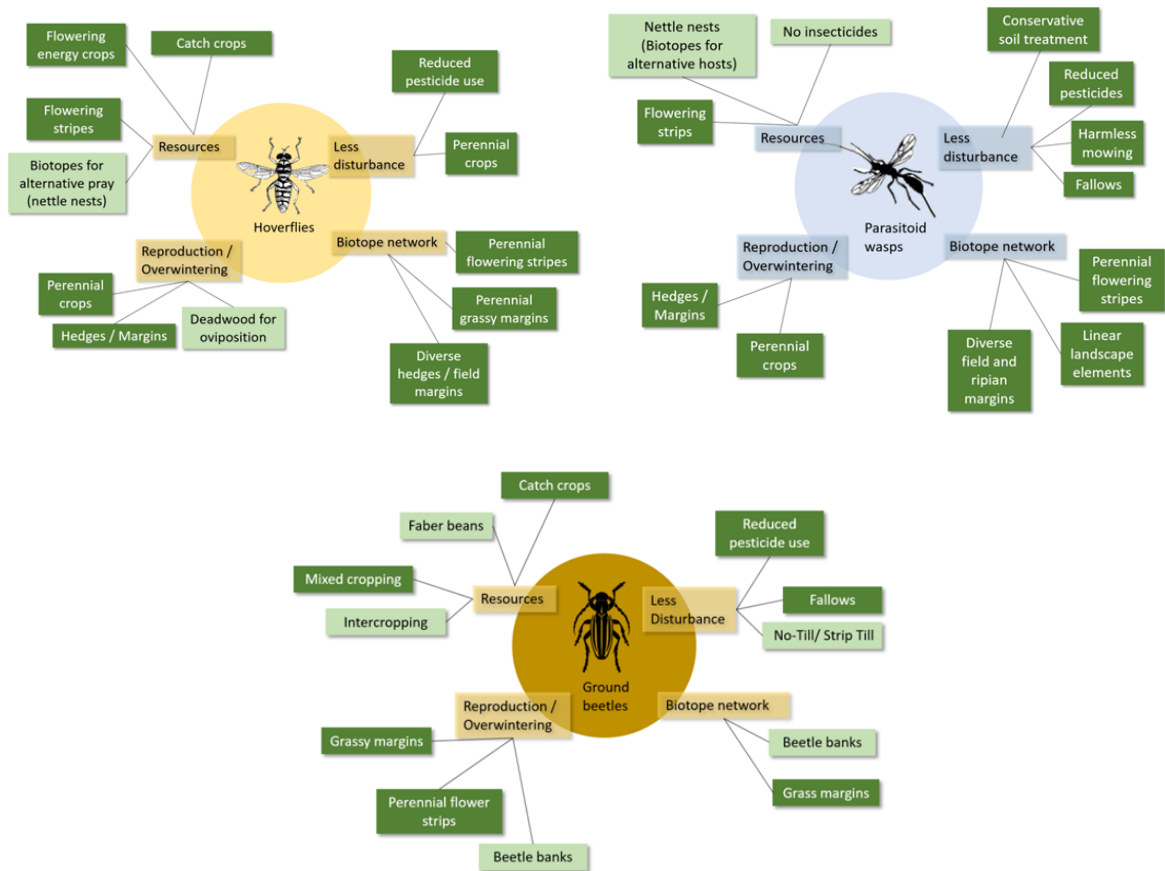 Flowering
energy crops
Catch crops
Reduced
pesticide use
Flowering
stripes
Resources
Less
disturbance
Perennial
crops
Biotopes for
alternative pray
(nettle nests)
Hoverflies
Reproduction /
Overwintering
Biotope network
Perennial
flowering stripes
Perennial
crops
Perennial
grassy margins
Hedges / Margins
Deadwood for
oviposition
Diverse
hedges / field
margins
Nettle nests
(Biotopes for
alternative hosts)
No insecticides
Conservative
soil treatment
Reduced
pesticides
Flowering
strips
Resources
Less
disturbance
Harmless
mowing
Fallows
Parasitoid
wasps
Reproduction /
Overwintering
Biotope network
Perennial
flowering
stripes
Hedges /
Margins
Perennial
crops
Diverse
field and
ripian
margins
Linear
landscape
elements
Catch crops
Faber beans
Reduced
pesticide use
Mixed cropping
Resources
Less
Disturbance
Fallows
Intercropping
No-Till/ Strip Till
Ground
beetles
Reproduction /
Overwintering
Biotope network
Grassy margins
Beetle banks
Perennial flower
strips
Grass margins
Beetle banks